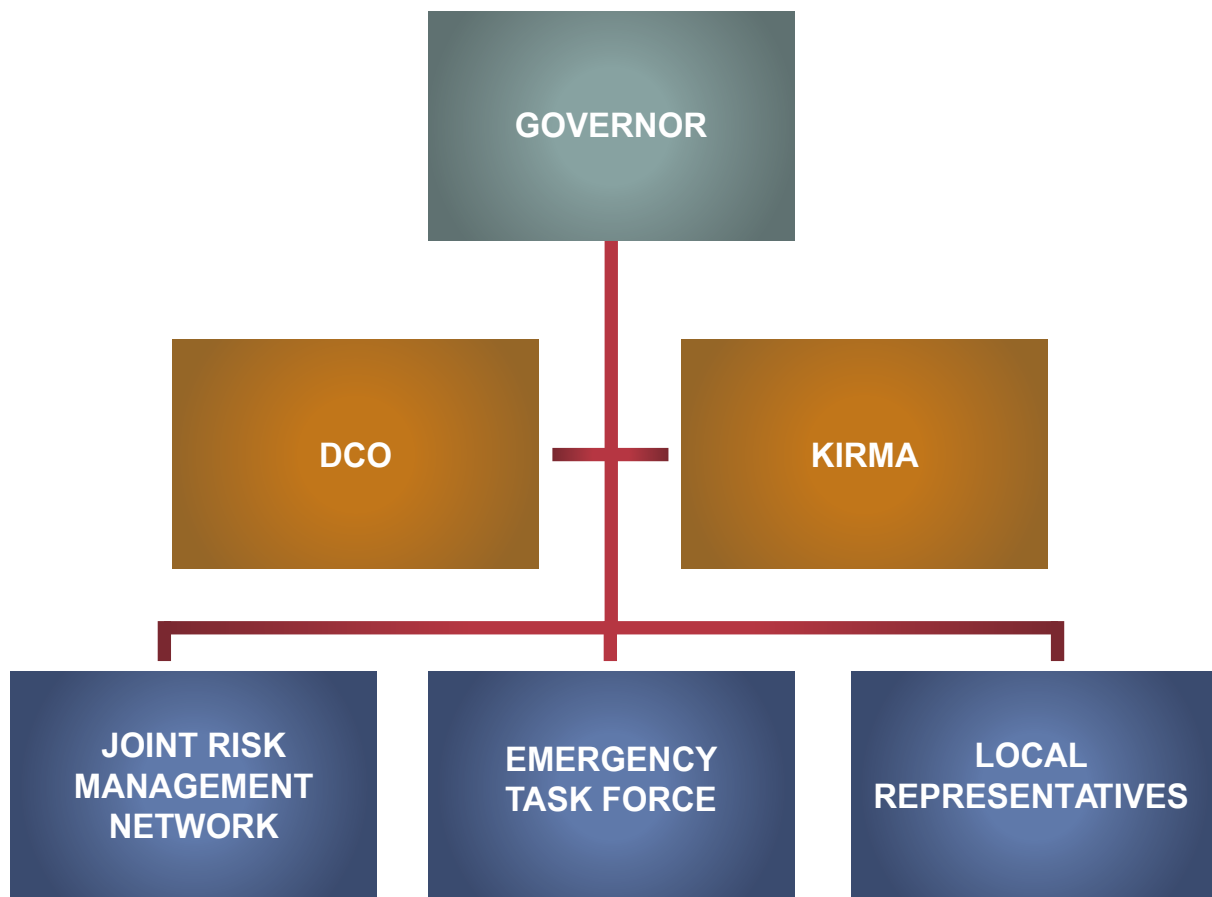 GOVERNOR
DCO
KIRMA
JOINT RISK
MANAGEMENT
NETWORK
EMERGENCY
TASK FORCE
LOCAL
REPRESENTATIVES